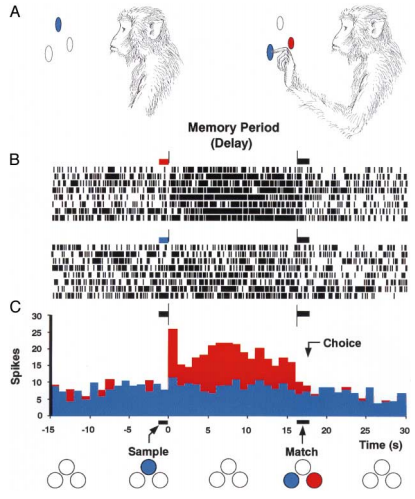 A
Memory Period
(Delay)
B
C
30
25
20
15
10
5
0
Spikes
Choice
-15 -10 -5 0 5 10 15 20 25 30
Time (s)
Sample
Match